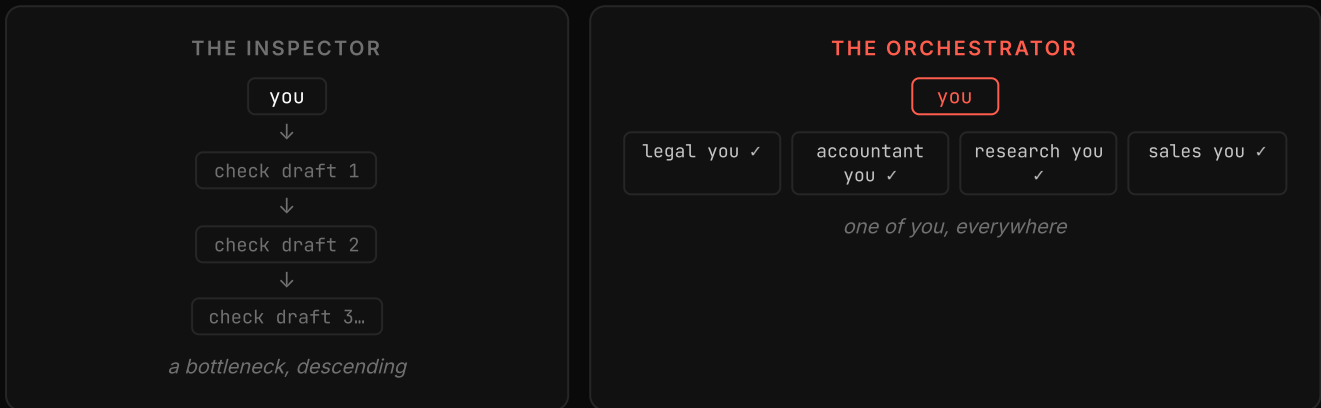 THE INSPECTOR
you
↓
check draft 1
↓
check draft 2
↓
check draft 3…
a bottleneck, descending
THE ORCHESTRATOR
you
legal you ✓
accountant
you ✓
research you
✓
sales you ✓
one of you, everywhere